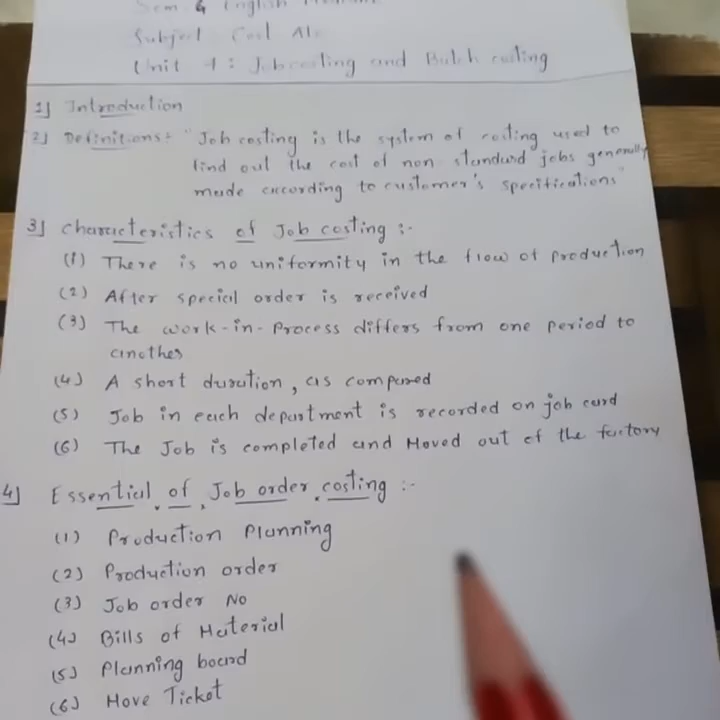 Sem 4 English
Subject: Cost A/c
Unit 1: Job costing and Batch costing
1] Introduction
2] Definitions:- "Job costing is the system of costing used to
find out the cost of non-standard jobs generally
made according to customer's specifications"
3] Characteristics of Job costing :-
(1) There is no uniformity in the flow of production
(2) After special order is received
(3) The work-in-Process differs from one period to
another
(4) A short duration, as compared
(5) Job in each department is recorded on job card
(6) The Job is completed and Moved out of the factory
4] Essential of Job order costing :-
(1) Production Planning
(2) Production order
(3) Job order No
(4) Bills of Material
(5) Planning board
(6) Move Ticket